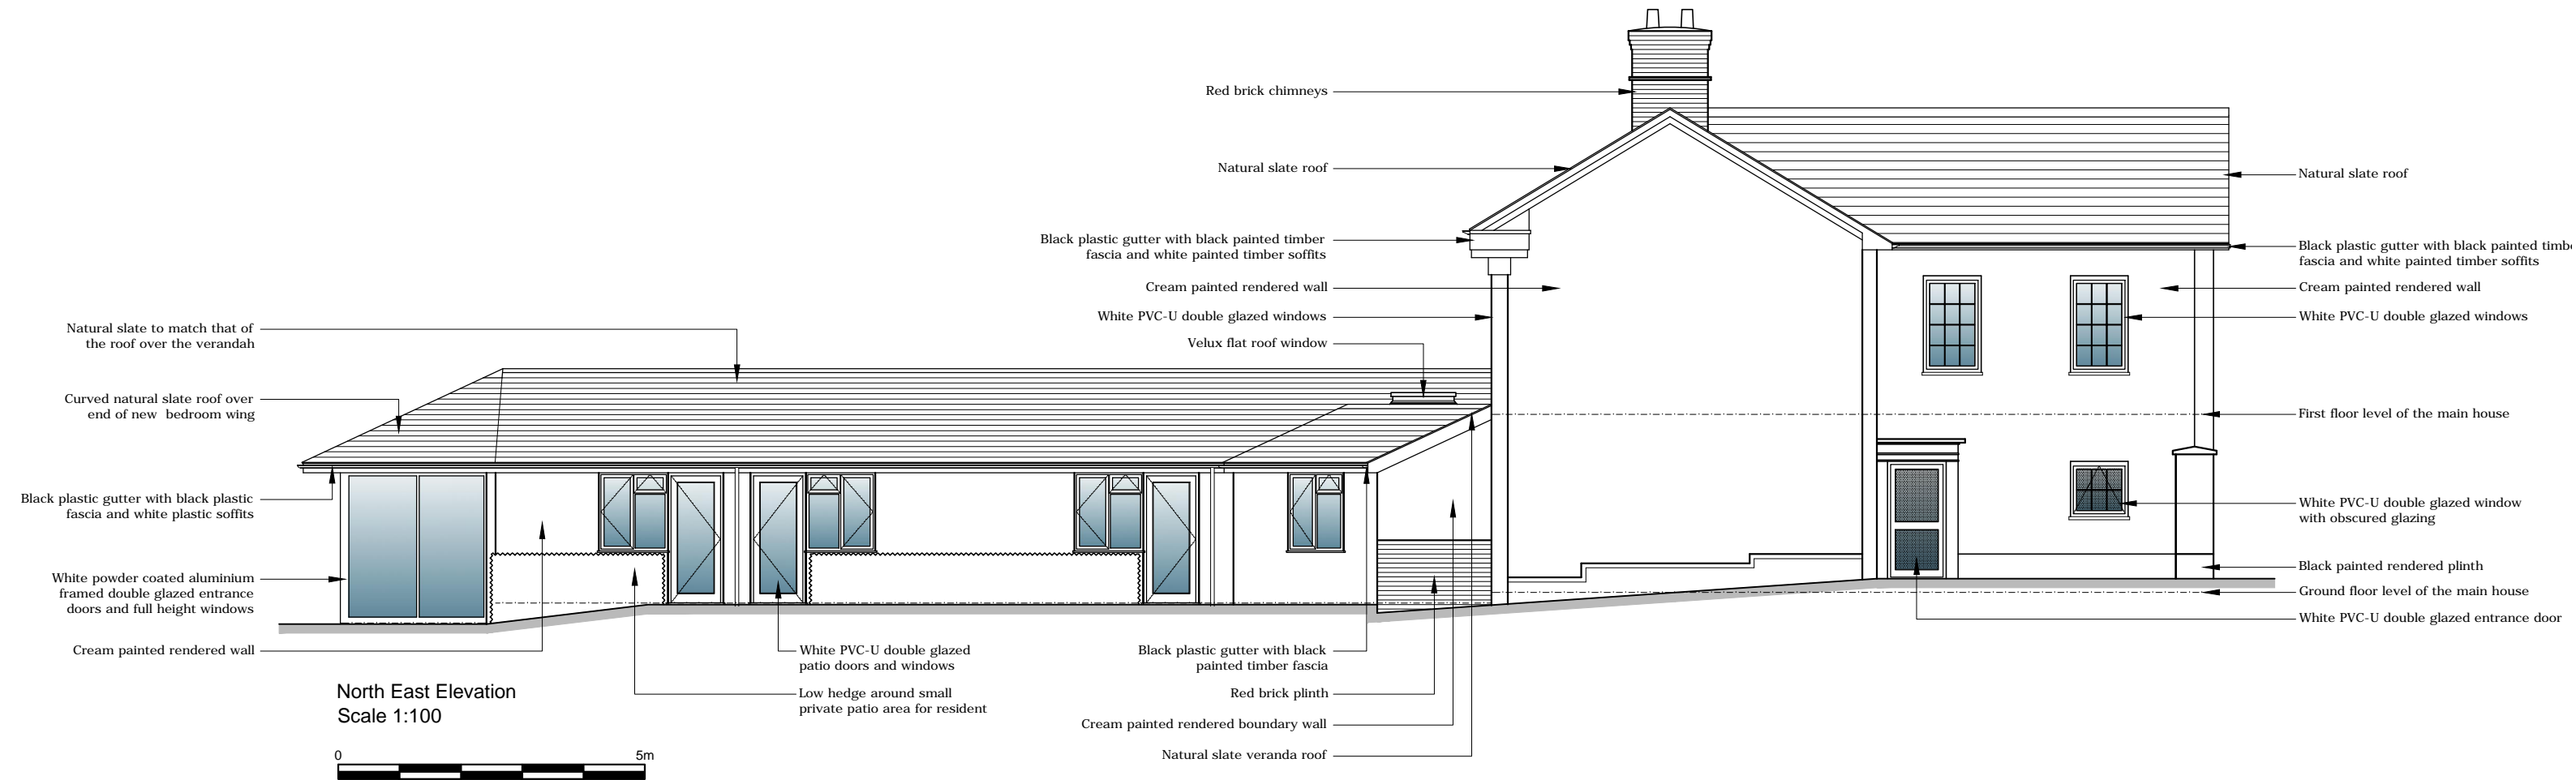 Red brick chimneys
Natural slate roof
Natural slate roof
Black plastic gutter with black painted timber
fascia and white painted timber soffits
Black plastic gutter with black painted timbe
fascia and white painted timber soffits
Cream painted rendered wall
Cream painted rendered wall
White PVC-U double glazed windows
White PVC-U double glazed windows
Natural slate to match that of
the roof over the verandah
Velux flat roof window
Curved natural slate roof over
end of new bedroom wing
First floor level of the main house
Black plastic gutter with black plastic
fascia and white plastic soffits
White PVC-U double glazed window
with obscured glazing
White powder coated aluminium
framed double glazed entrance
doors and full height windows
Black painted rendered plinth
Ground floor level of the main house
White PVC-U double glazed entrance door
Cream painted rendered wall
White PVC-U double glazed
patio doors and windows
Black plastic gutter with black
painted timber fascia
Low hedge around small
private patio area for resident
Red brick plinth
Cream painted rendered boundary wall
Natural slate veranda roof
North East Elevation
Scale 1:100
0 5m